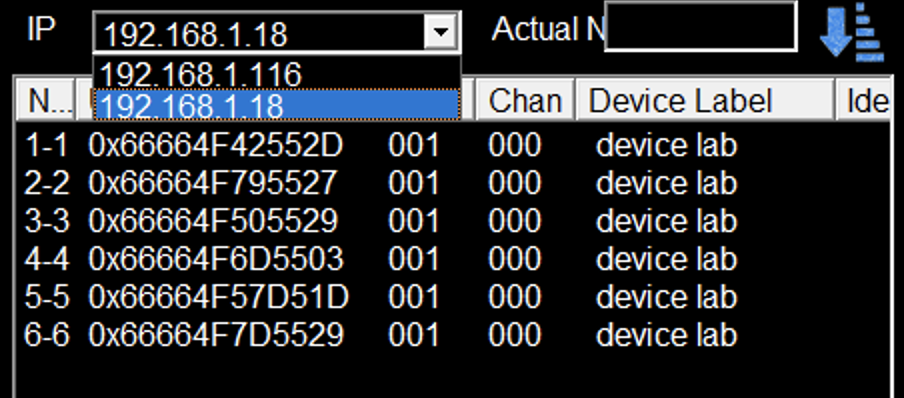 IP 192.168.1.18 Actual N
192.168.1.116
192.168.1.18
N... Chan Device Label Ide
1-1 0x66664F42552D 001 000 device lab
2-2 0x66664F795527 001 000 device lab
3-3 0x66664F505529 001 000 device lab
4-4 0x66664F6D5503 001 000 device lab
5-5 0x66664F57D51D 001 000 device lab
6-6 0x66664F7D5529 001 000 device lab